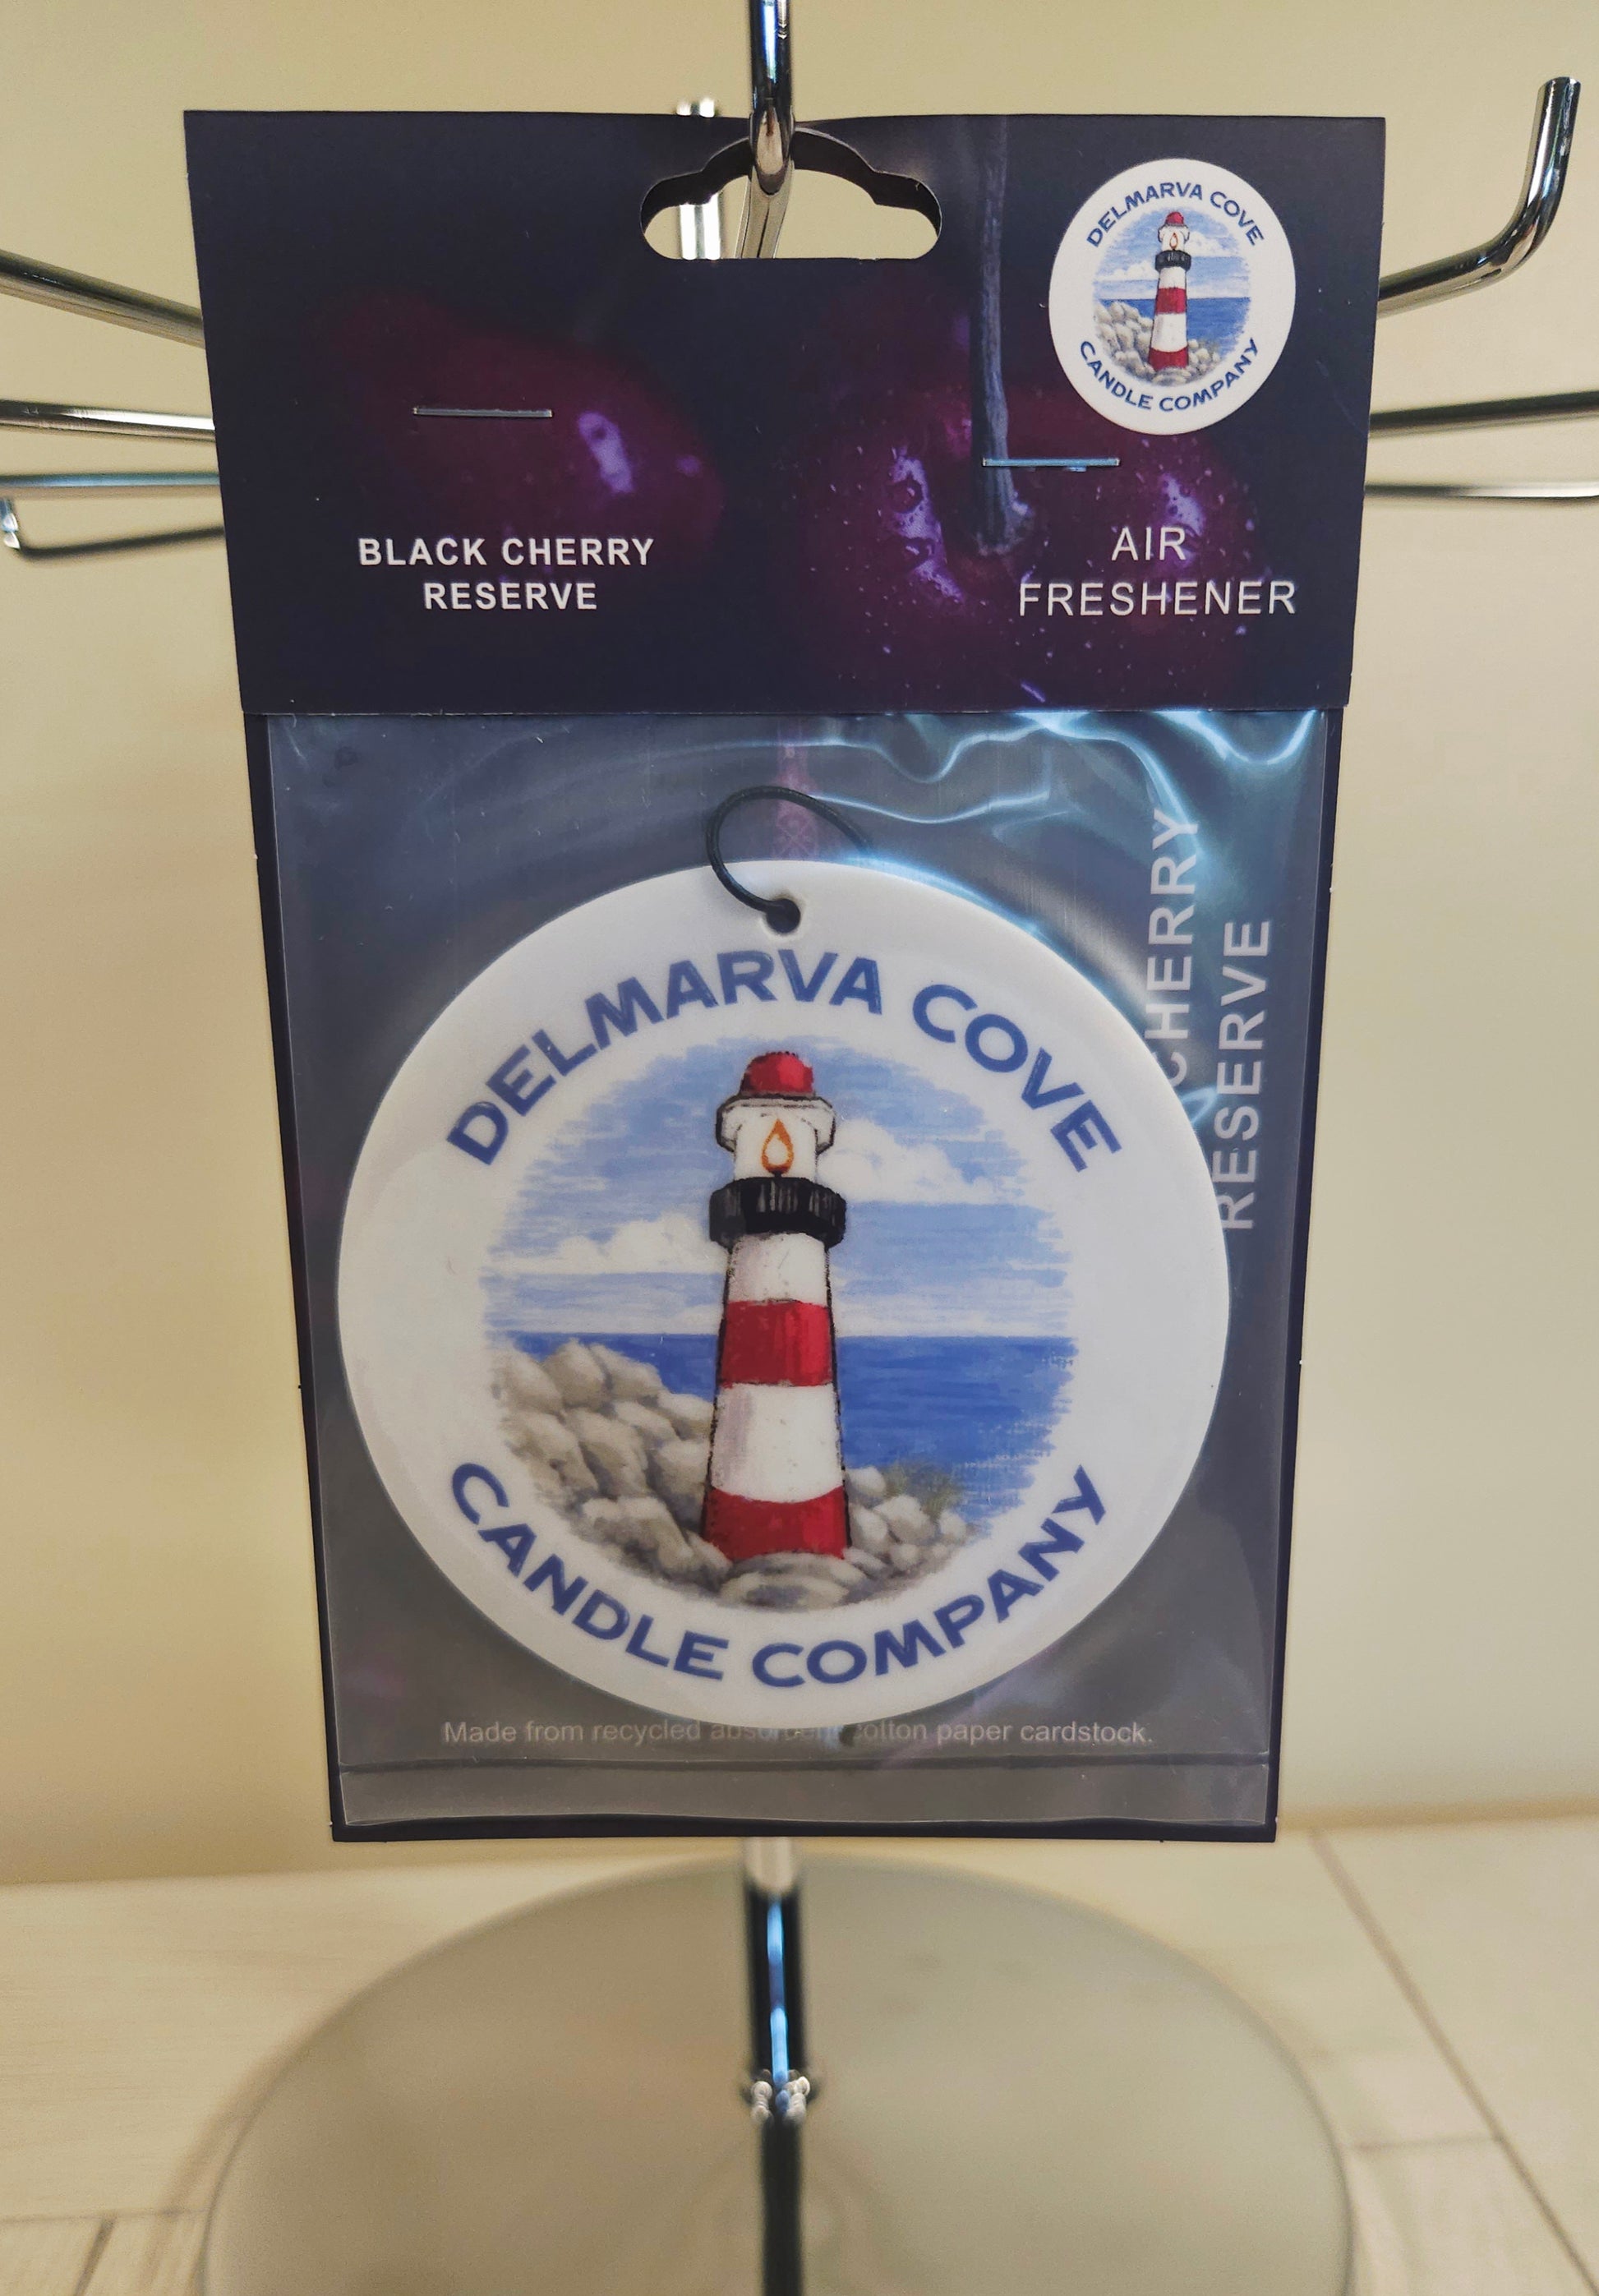 DELMARVA COVE
CANDLE COMPANY
BLACK CHERRY
RESERVE
AIR
FRESHENER
CHERRY
RESERVE
DELMARVA COVE
CANDLE COMPANY
Made from recycled absorbent cotton paper cardstock.